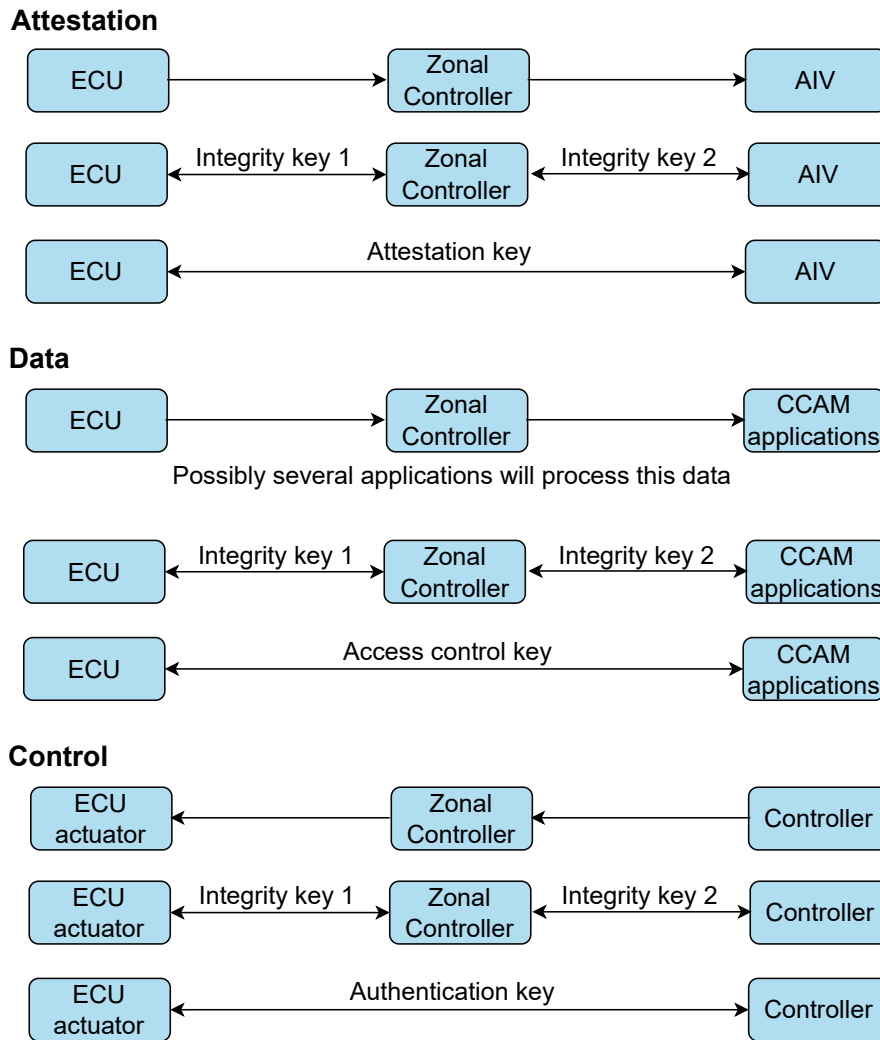 Attestation
ECU
Zonal
Controller
AIV
ECU
Integrity key 1
Zonal
Controller
Integrity key 2
AIV
ECU
Attestation key
AIV
Data
ECU
Zonal
Controller
CCAM
applications
Possibly several applications will process this data
ECU
Integrity key 1
Zonal
Controller
Integrity key 2
CCAM
applications
ECU
Access control key
CCAM
applications
Control
ECU
actuator
Zonal
Controller
Controller
ECU
actuator
Integrity key 1
Zonal
Controller
Integrity key 2
Controller
ECU
actuator
Authentication key
Controller